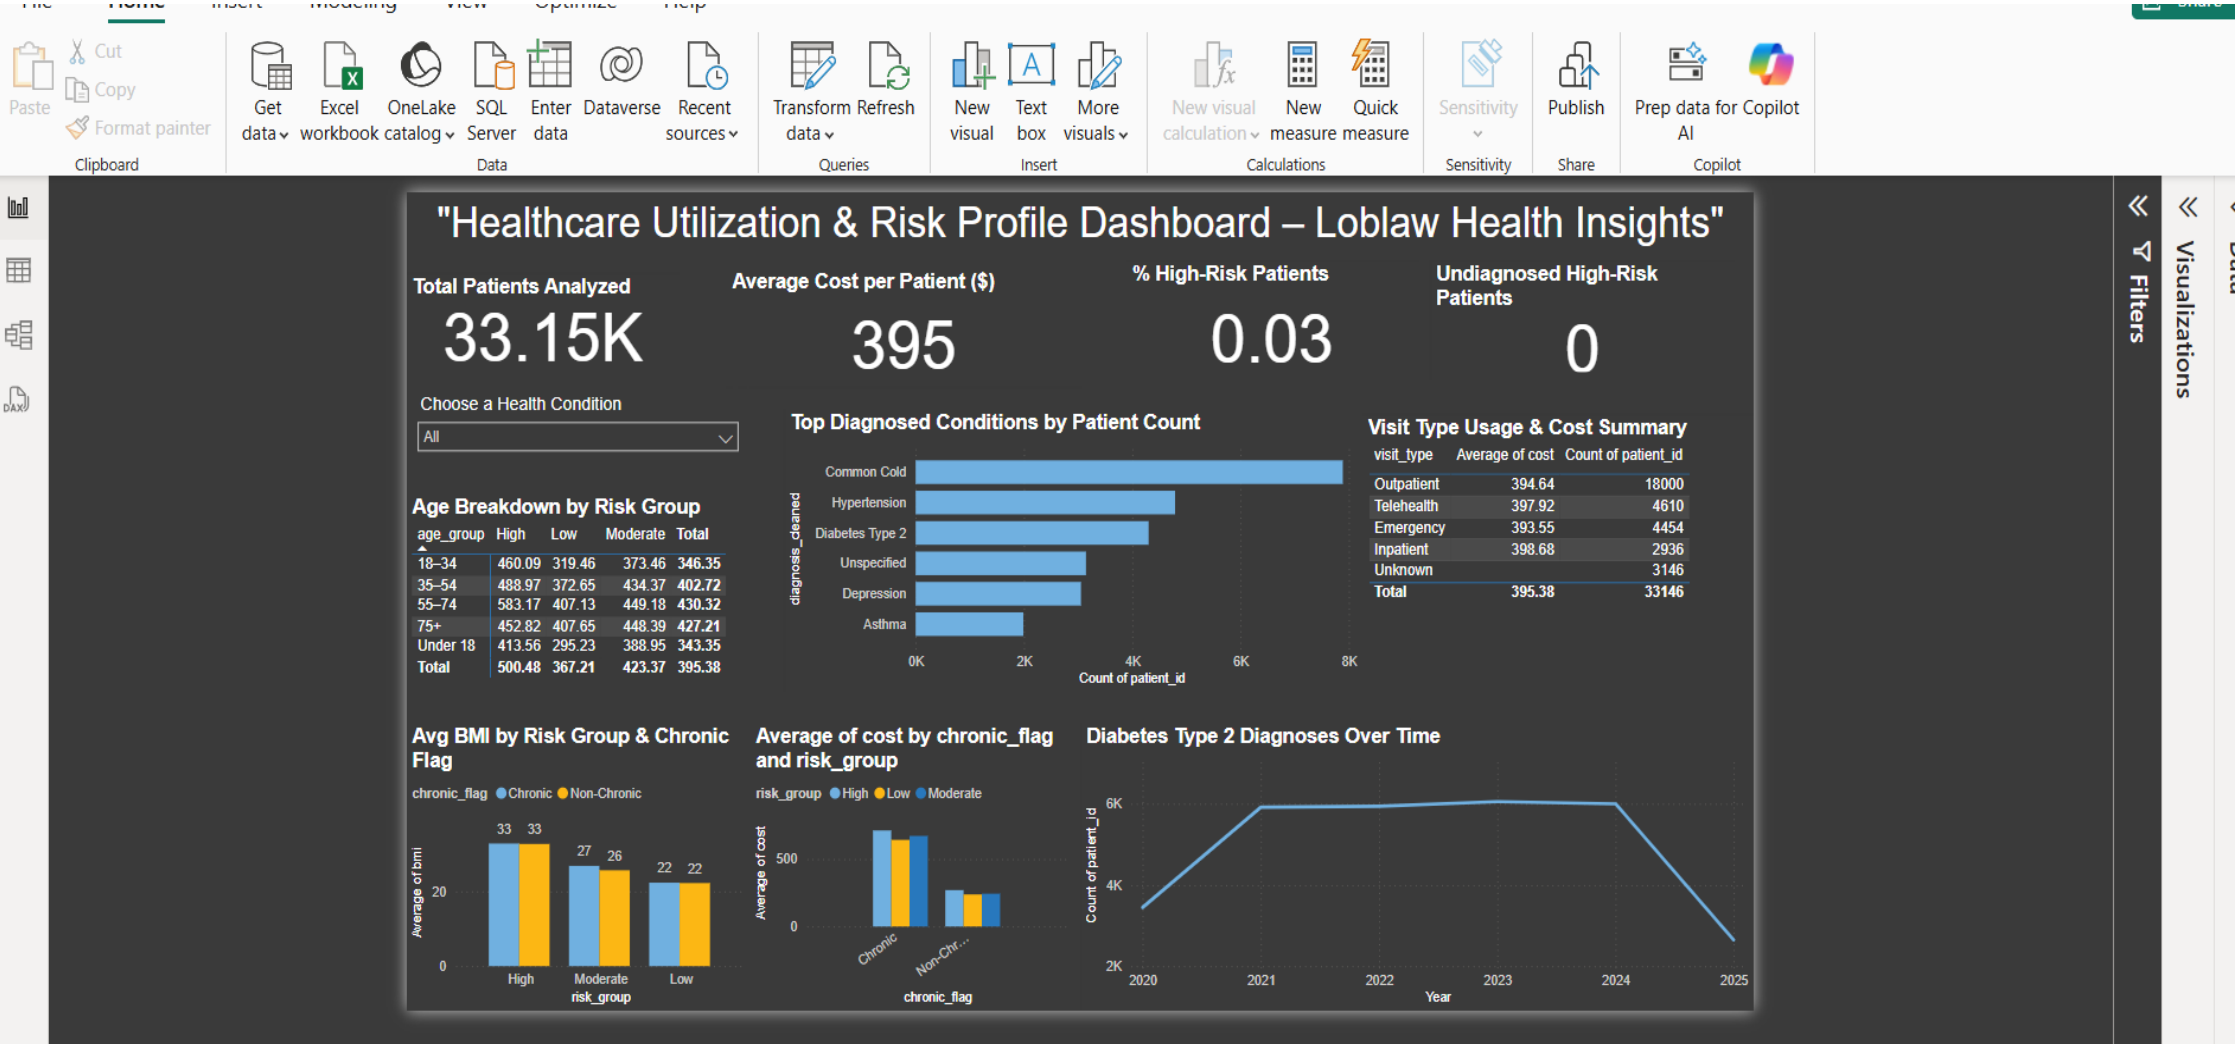 File Home Insert Modeling View Optimize Help
Share
Paste
Cut
Copy
Format painter
Clipboard
Get data
Excel workbook
OneLake catalog
SQL Server
Enter data
Dataverse
Recent sources
Data
Transform data
Refresh
Queries
New visual
Text box
More visuals
Insert
New visual calculation
New measure
Quick measure
Calculations
Sensitivity
Sensitivity
Publish
Share
Prep data for AI
Copilot
Copilot
DAX
Filters
Visualizations
Data
"Healthcare Utilization & Risk Profile Dashboard – Loblaw Health Insights"
Total Patients Analyzed
33.15K
Average Cost per Patient ($)
395
% High-Risk Patients
0.03
Undiagnosed High-Risk
Patients
0
Choose a Health Condition
All
Age Breakdown by Risk Group
age_group High Low Moderate Total
18–34 460.09 319.46 373.46 346.35
35–54 488.97 372.65 434.37 402.72
55–74 583.17 407.13 449.18 430.32
75+ 452.82 407.65 448.39 427.21
Under 18 413.56 295.23 388.95 343.35
Total 500.48 367.21 423.37 395.38
Top Diagnosed Conditions by Patient Count
diagnosis_cleaned
Common Cold
Hypertension
Diabetes Type 2
Unspecified
Depression
Asthma
0K 2K 4K 6K 8K
Count of patient_id
Visit Type Usage & Cost Summary
visit_type Average of cost Count of patient_id
Outpatient 394.64 18000
Telehealth 397.92 4610
Emergency 393.55 4454
Inpatient 398.68 2936
Unknown 3146
Total 395.38 33146
Avg BMI by Risk Group & Chronic
Flag
chronic_flag Chronic Non-Chronic
Average of bmi
20
0
33 33
27 26
22 22
High Moderate Low
risk_group
Average of cost by chronic_flag
and risk_group
risk_group High Low Moderate
Average of cost
500
0
Chronic
Non-Chr...
chronic_flag
Diabetes Type 2 Diagnoses Over Time
Count of patient_id
6K
4K
2K
2020 2021 2022 2023 2024 2025
Year